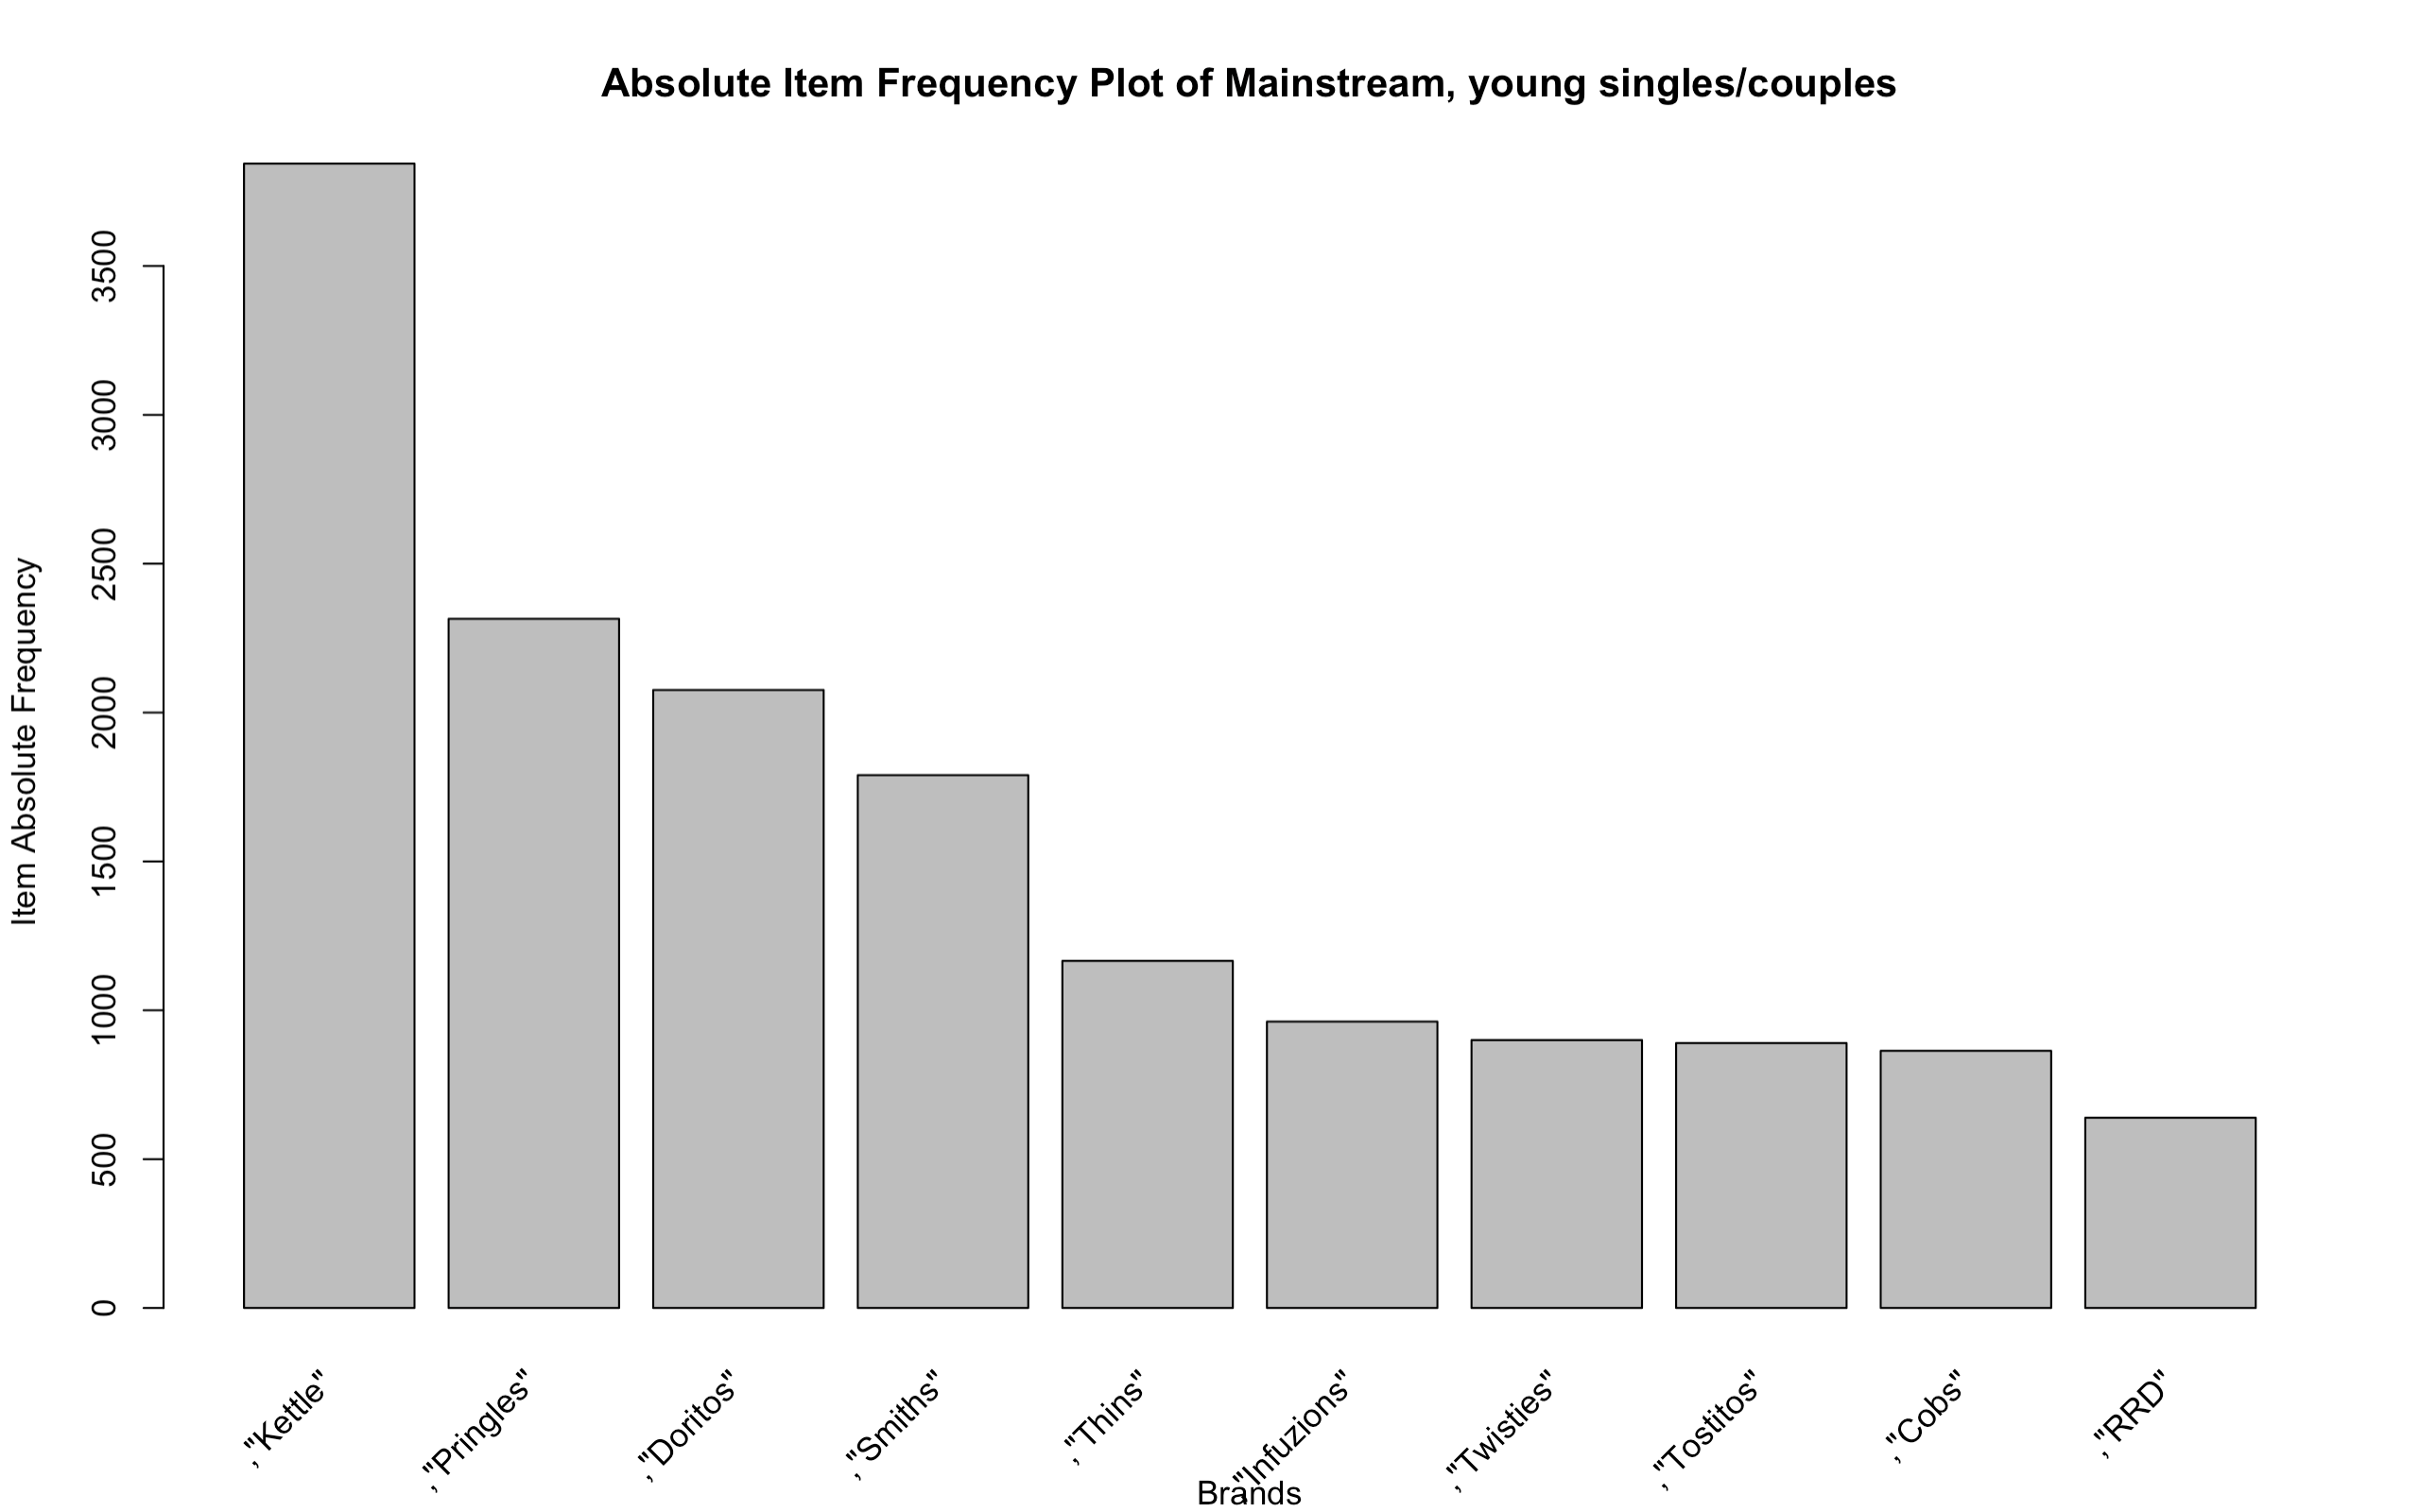 Absolute Item Frequency Plot of Mainstream, young singles/couples
Item Absolute Frequency
3500
3000
2500
2000
1500
1000
500
0
, "Kettle"
, "Pringles"
, "Doritos"
, "Smiths"
, "Thins"
"Infuzions"
, "Twisties"
, "Tostitos"
, "Cobs"
, "RRD"
Brands